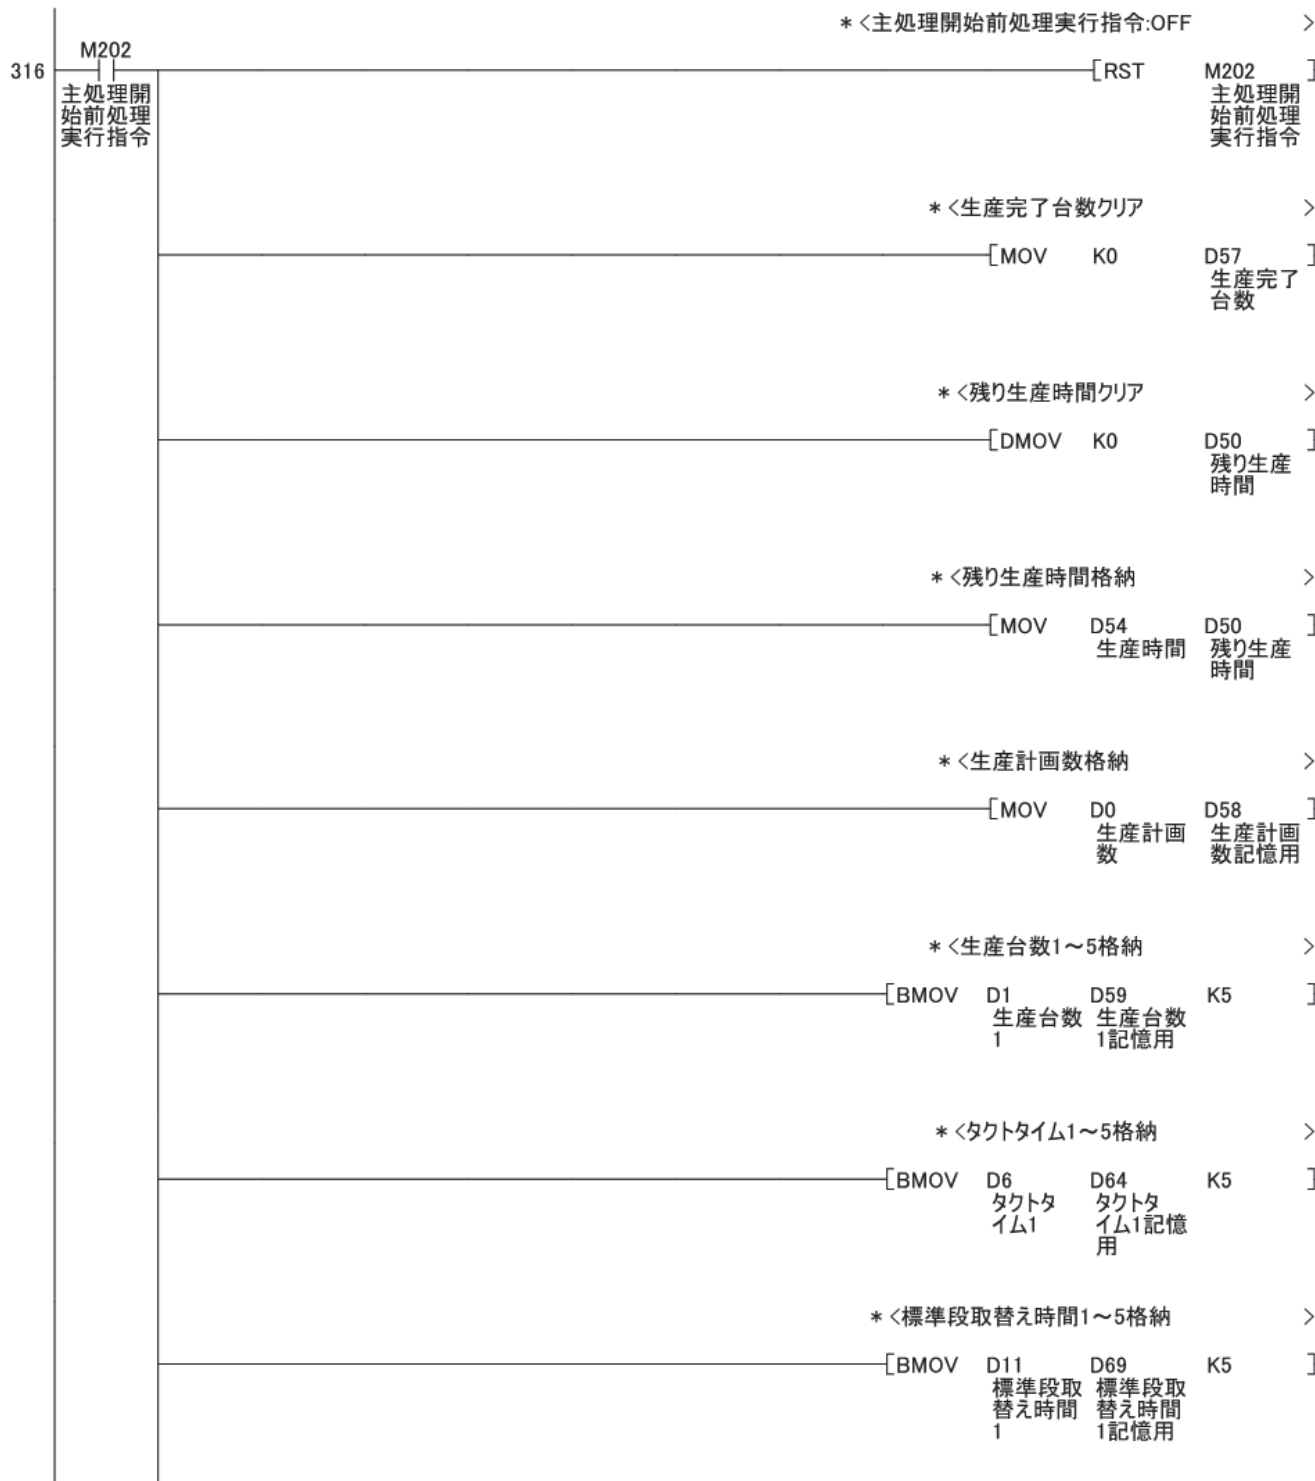 *<主処理開始前処理実行指令:OFF >
M202
316
[RST M202 ]
主処理開
始前処理
実行指令
主処理開
始前処理
実行指令
*<生産完了台数クリア >
[MOV K0 D57 ]
生産完了
台数
*<残り生産時間クリア >
[DMOV K0 D50 ]
残り生産
時間
*<残り生産時間格納 >
[MOV D54 D50 ]
生産時間
残り生産
時間
*<生産計画数格納 >
[MOV D0 D58 ]
生産計画
数
生産計画
数記憶用
*<生産台数1～5格納 >
[BMOV D1 D59 K5 ]
生産台数
1
生産台数
1記憶用
*<タクトタイム1～5格納 >
[BMOV D6 D64 K5 ]
タクトタ
イム1
タクトタ
イム1記憶
用
*<標準段取替え時間1～5格納 >
[BMOV D11 D69 K5 ]
標準段取
替え時間
1
標準段取
替え時間
1記憶用